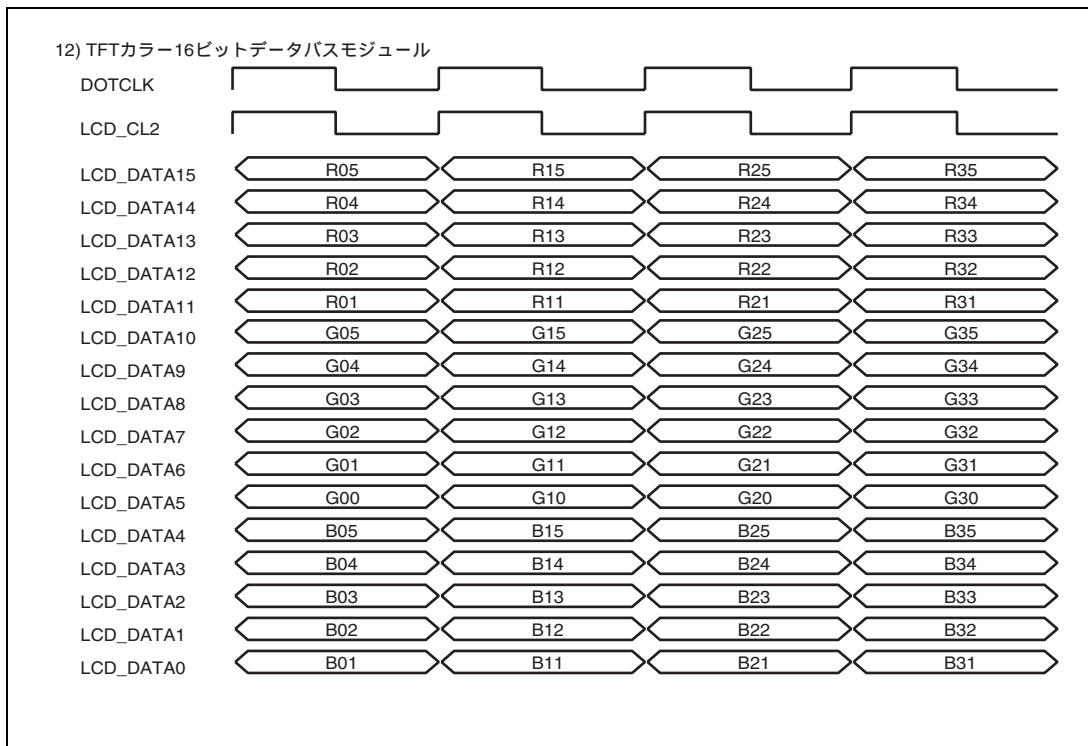 12) TFTカラー16ビットデータバスモジュール
DOTCLK
LCD_CL2
LCD_DATA15 R05 R15 R25 R35
LCD_DATA14 R04 R14 R24 R34
LCD_DATA13 R03 R13 R23 R33
LCD_DATA12 R02 R12 R22 R32
LCD_DATA11 R01 R11 R21 R31
LCD_DATA10 G05 G15 G25 G35
LCD_DATA9 G04 G14 G24 G34
LCD_DATA8 G03 G13 G23 G33
LCD_DATA7 G02 G12 G22 G32
LCD_DATA6 G01 G11 G21 G31
LCD_DATA5 G00 G10 G20 G30
LCD_DATA4 B05 B15 B25 B35
LCD_DATA3 B04 B14 B24 B34
LCD_DATA2 B03 B13 B23 B33
LCD_DATA1 B02 B12 B22 B32
LCD_DATA0 B01 B11 B21 B31